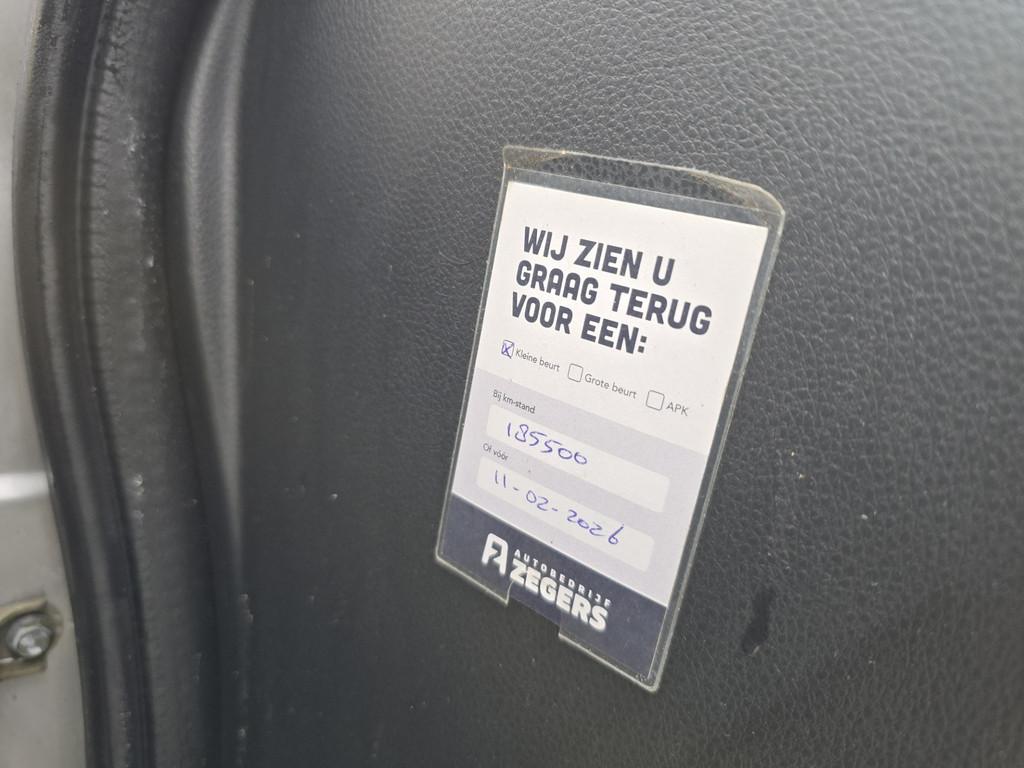 WIJ ZIEN U
GRAAG TERUG
VOOR EEN:
X Kleine beurt Grote beurt APK
Bij km-stand
185500
Of vóór
11-02-2026
AUTOBEDRIJF
ZEGERS